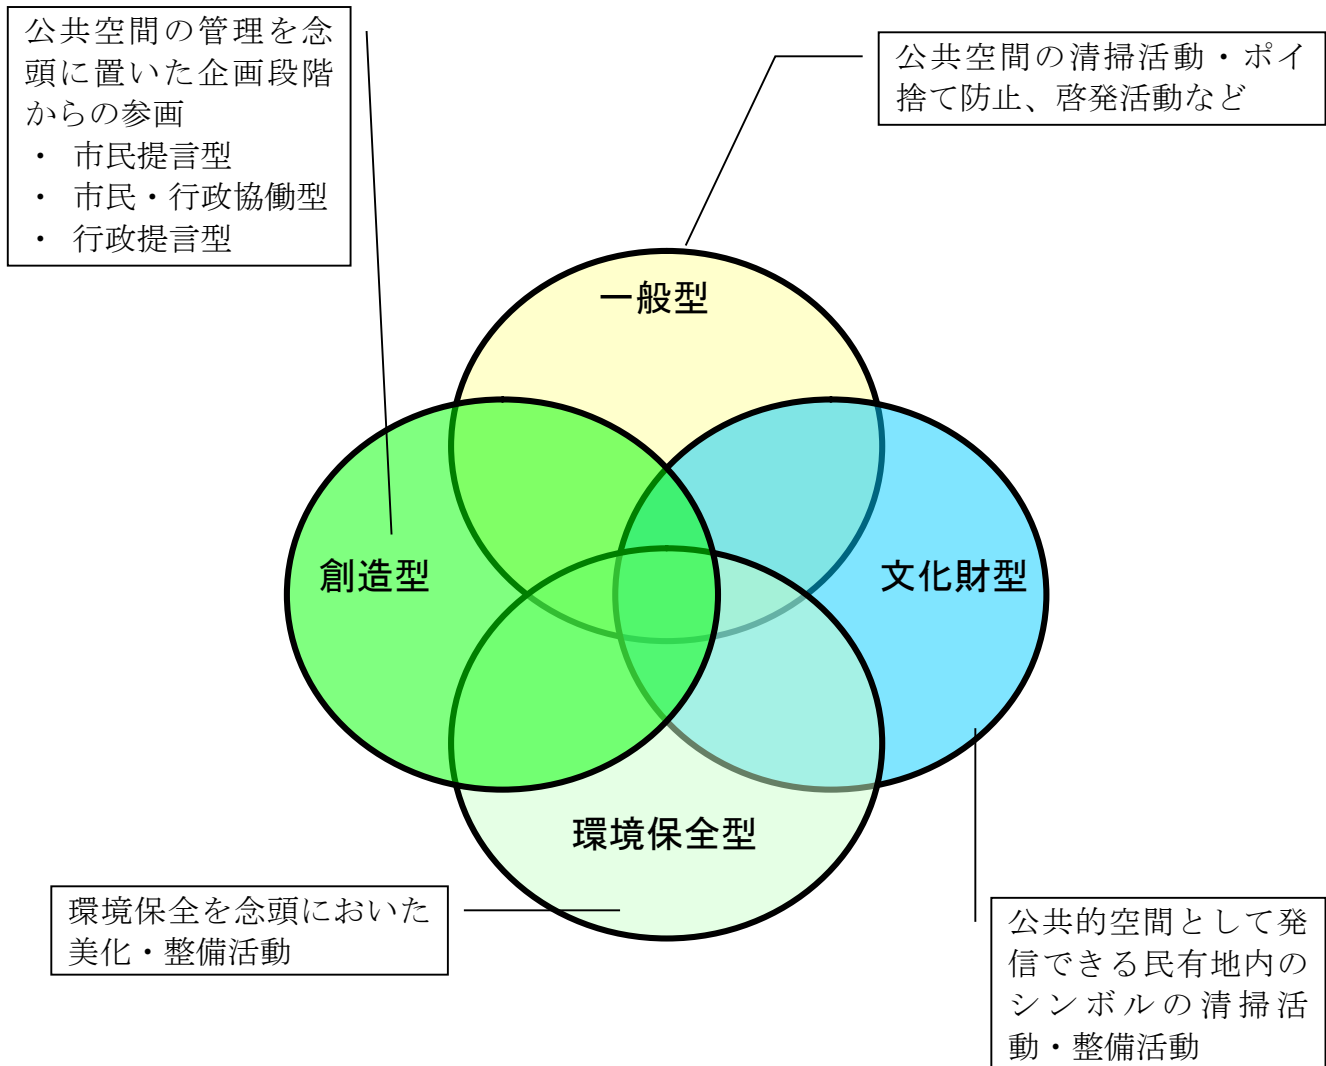 公共空間の管理を念
頭に置いた企画段階
からの参画
・ 市民提言型
・ 市民・行政協働型
・ 行政提言型
公共空間の清掃活動・ポイ
捨て防止、啓発活動など
一般型
創造型
文化財型
環境保全型
環境保全を念頭においた
美化・整備活動
公共的空間として発
信できる民有地内の
シンボルの清掃活
動・整備活動